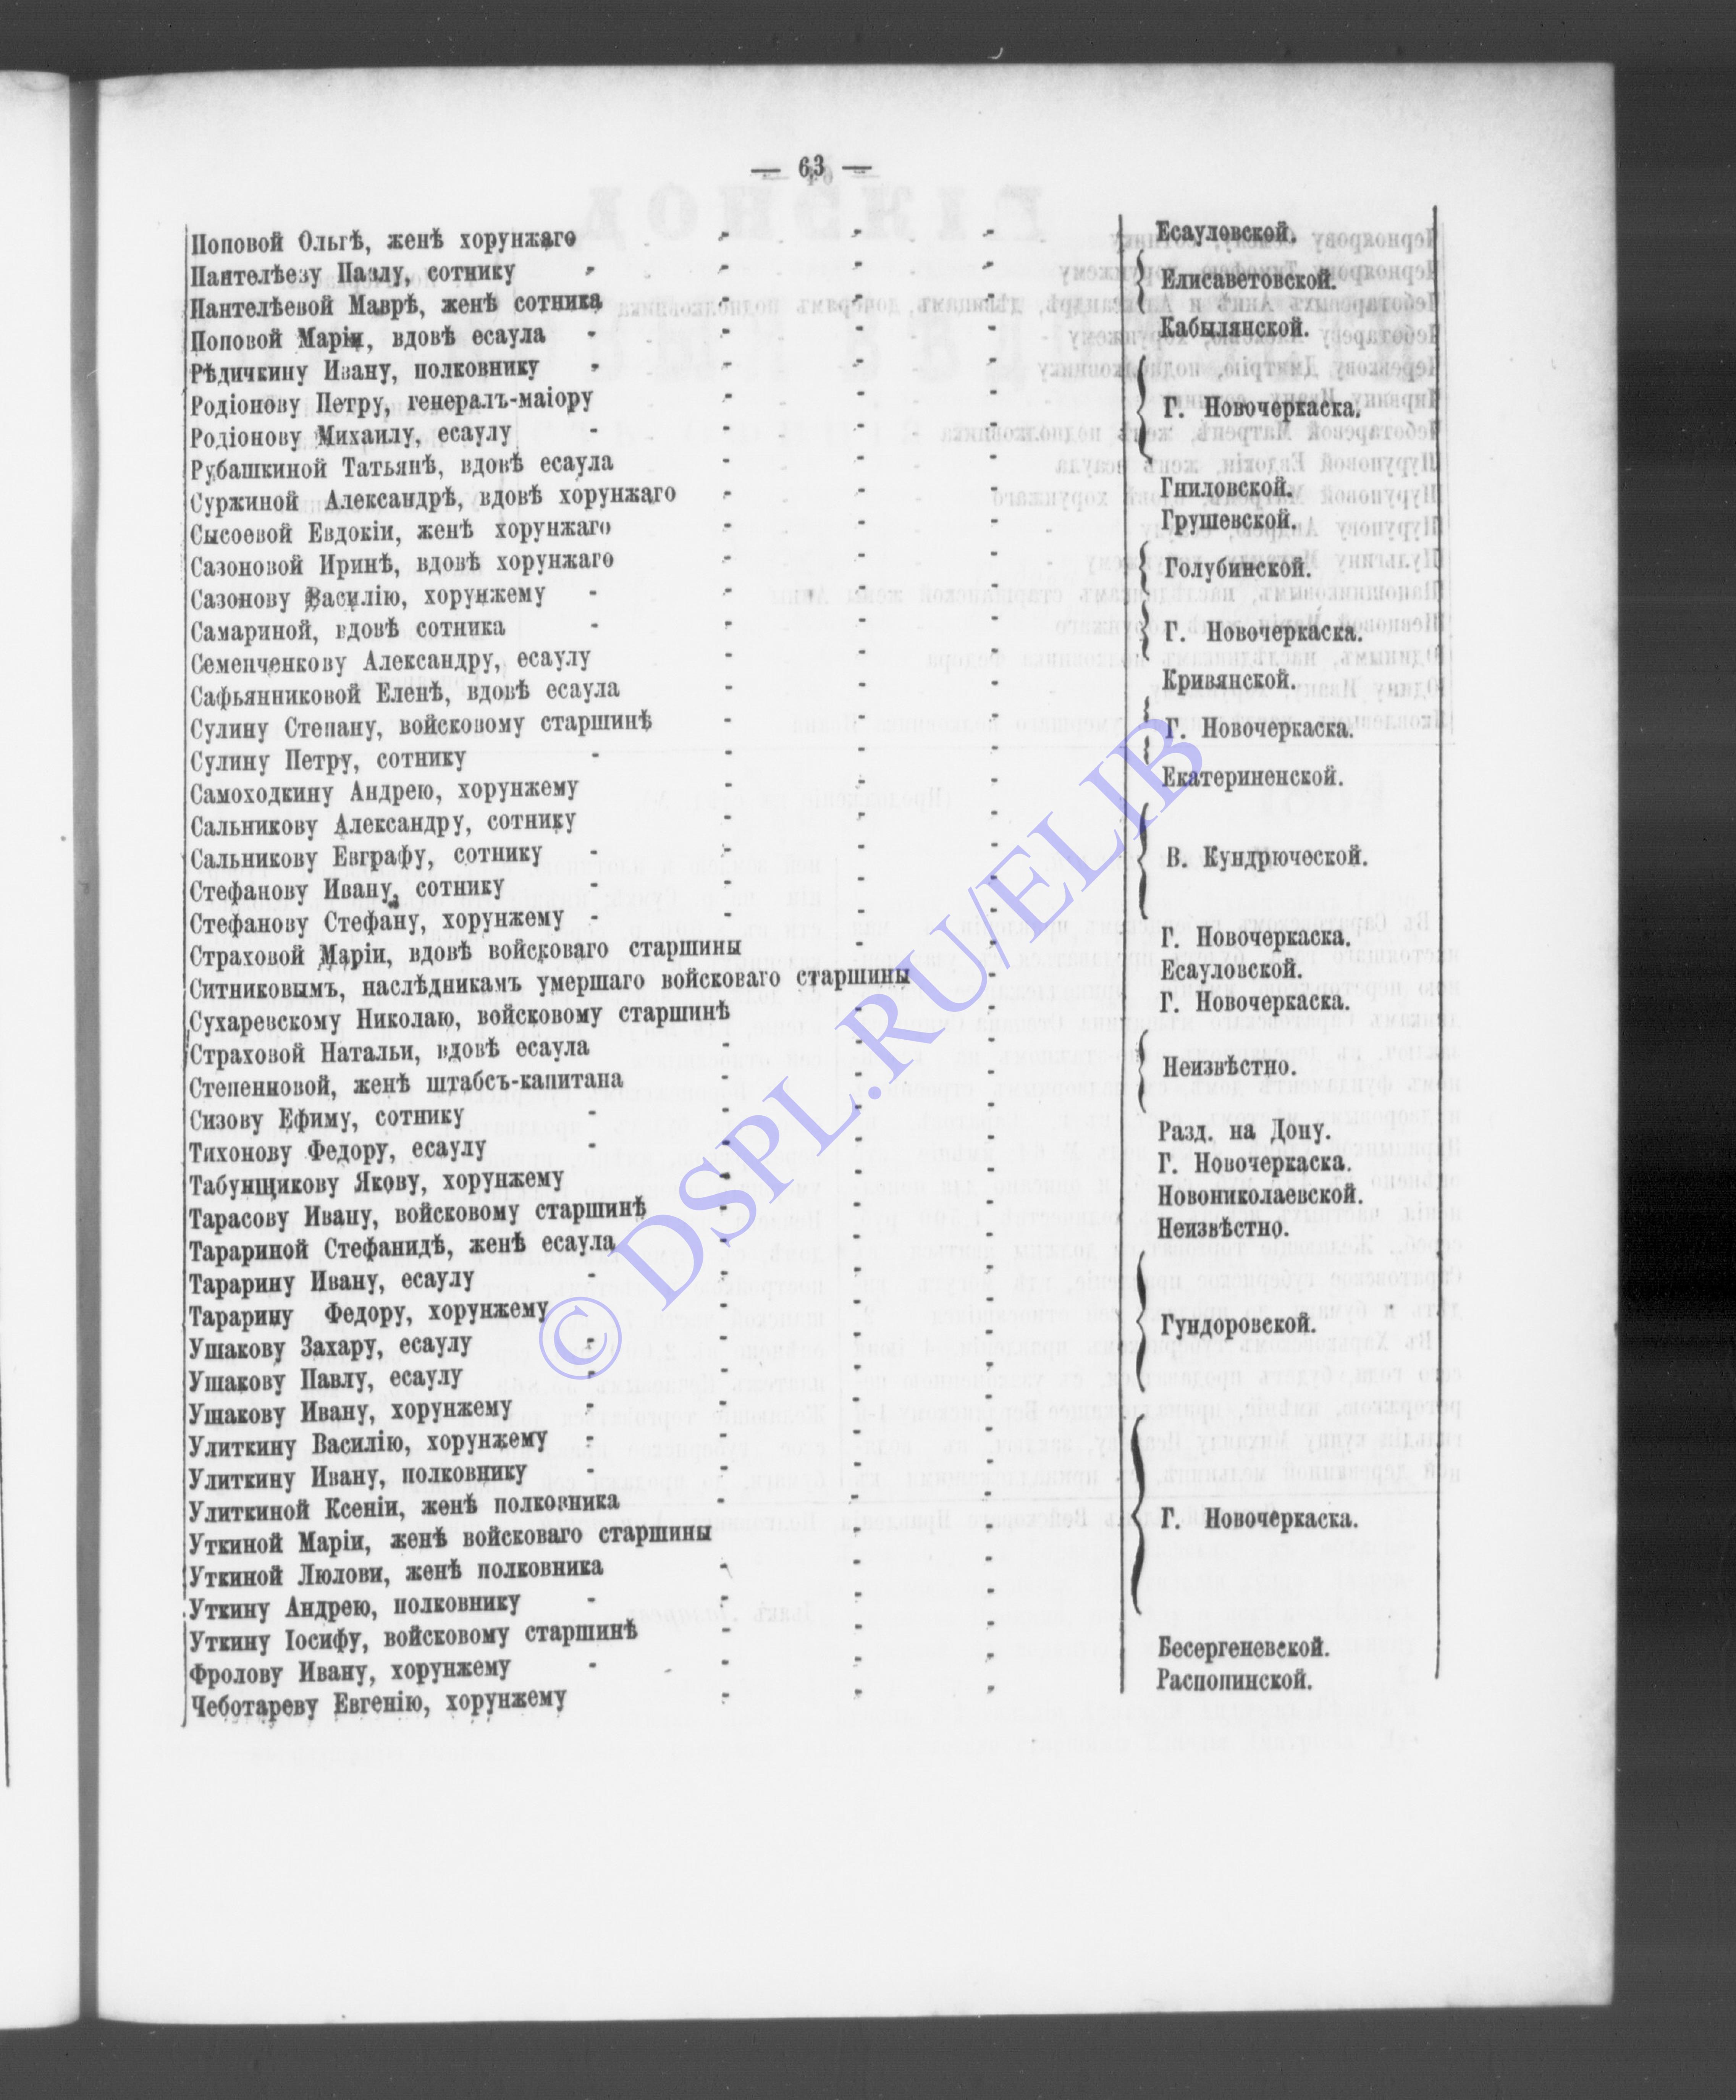 — 63 —
Поповой Ольгѣ, женѣ хорунжаго - - - Есауловской.
Пантелѣеву Павлу, сотнику - - - -
Елисаветовской.
Пантелѣевой Маврѣ, женѣ сотника - - -
Поповой Маріи, вдовѣ есаула - - - - Кабылянской.
Рѣдичкину Ивану, полковнику - - - -
Родіонову Петру, генералъ-маіору - - -
Г. Новочеркаска.
Родіонову Михаилу, есаулу - - - -
Рубашкиной Татьянѣ, вдовѣ есаула - - -
Суржиной Александрѣ, вдовѣ хорунжаго - - - Гниловской.
Сысоевой Евдокіи, женѣ хорунжаго - - - Грушевской.
Сазоновой Иринѣ, вдовѣ хорунжаго - - -
Голубинской.
Сазонову Василію, хорунжему - - - -
Самариной, вдовѣ сотника - - - -
Г. Новочеркаска.
Семенченкову Александру, есаулу - - -
Сафьянниковой Еленѣ, вдовѣ есаула - - - Кривянской.
Сулину Степану, войсковому старшинѣ - - -
Г. Новочеркаска.
Сулину Петру, сотнику - - - -
Самоходкину Андрею, хорунжему - - - Екатериненской.
Сальникову Александру, сотнику - - -
Сальникову Евграфу, сотнику - - - -
В. Кундрюческой.
Стефанову Ивану, сотнику - - - -
Стефанову Стефану, хорунжему - - - -
Страховой Маріи, вдовѣ войсковаго старшины - - Г. Новочеркаска.
Ситниковымъ, наслѣдникамъ умершаго войсковаго старшины - Есауловской.
Сухаревскому Николаю, войсковому старшинѣ - - Г. Новочеркаска.
Страховой Натальи, вдовѣ есаула - - -
Степенковой, женѣ штабсъ-капитана - - -
Неизвѣстно.
Сизову Ефиму, сотнику - - - -
Тихонову Федору, есаулу - - - - Разд. на Дону.
Табунщикову Якову, хорунжему - - - Г. Новочеркаска.
Тарасову Ивану, войсковому старшинѣ - - - Новониколаевской.
Тарариной Стефанидѣ, женѣ есаула - - - Неизвѣстно.
Тарарину Ивану, есаулу - - - -
Тарарину Федору, хорунжему - - -
Ушакову Захару, есаулу - - - -
Гундоровской.
Ушакову Павлу, есаулу - - - -
Ушакову Ивану, хорунжему - - - -
Улиткину Василію, хорунжему - - - -
Улиткину Ивану, полковнику - - - -
Улиткиной Ксеніи, женѣ полковника - - -
Г. Новочеркаска.
Уткиной Маріи, женѣ войсковаго старшины - -
Уткиной Люлови, женѣ полковника - - -
Уткину Андрею, полковнику - - - -
Уткину Іосифу, войсковому старшинѣ - - -
Фролову Ивану, хорунжему - - - - Бесергеневской.
Чеботареву Евгенію, хорунжему - - - Распопинской.
© DSPL.RU/ELIB